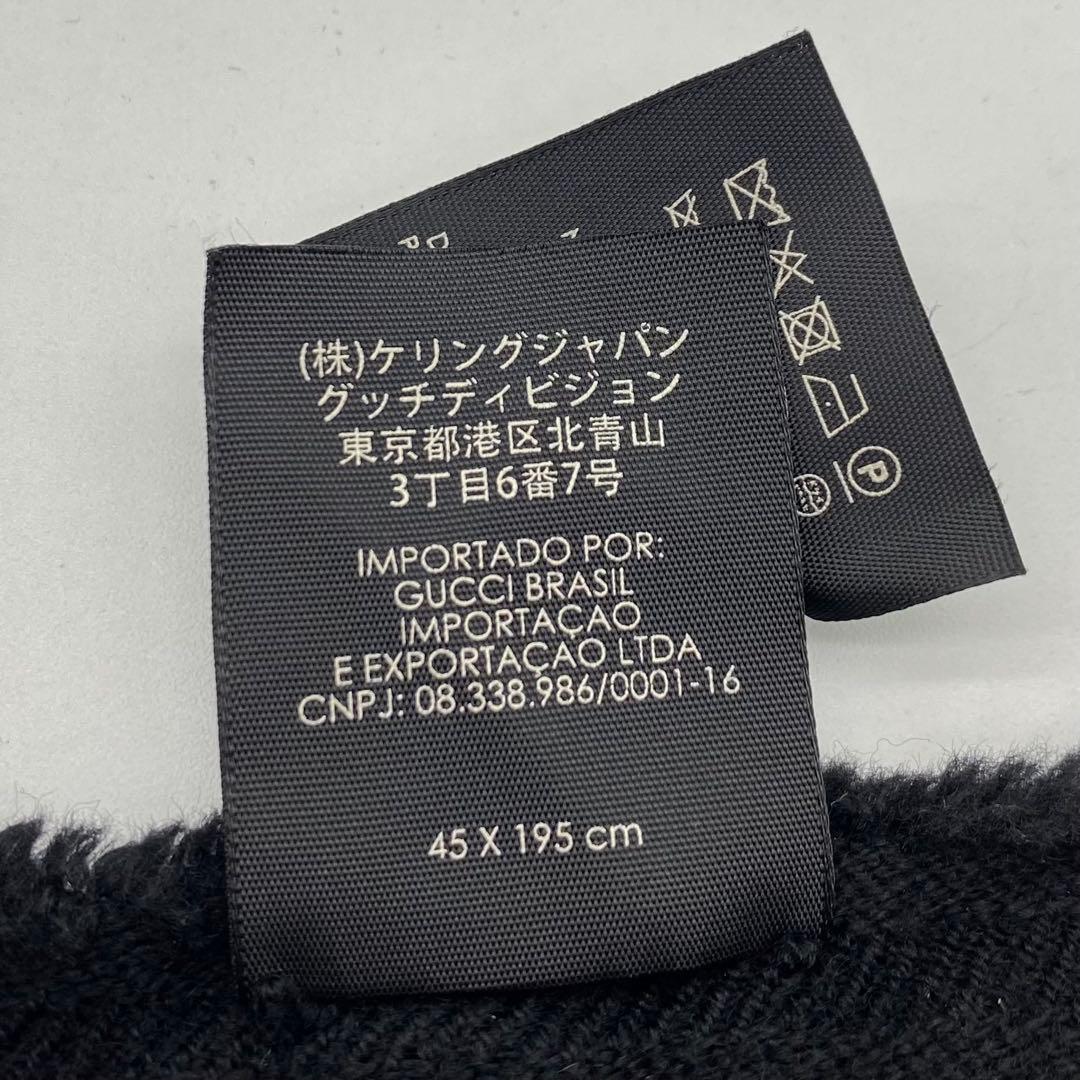 (株)ケリングジャパン
グッチディビジョン
東京都港区北青山
3丁目6番7号
IMPORTADO POR:
GUCCI BRASIL
IMPORTAÇAO
E EXPORTAÇAO LTDA
CNPJ: 08.338.986/0001-16
45 X 195 cm
P